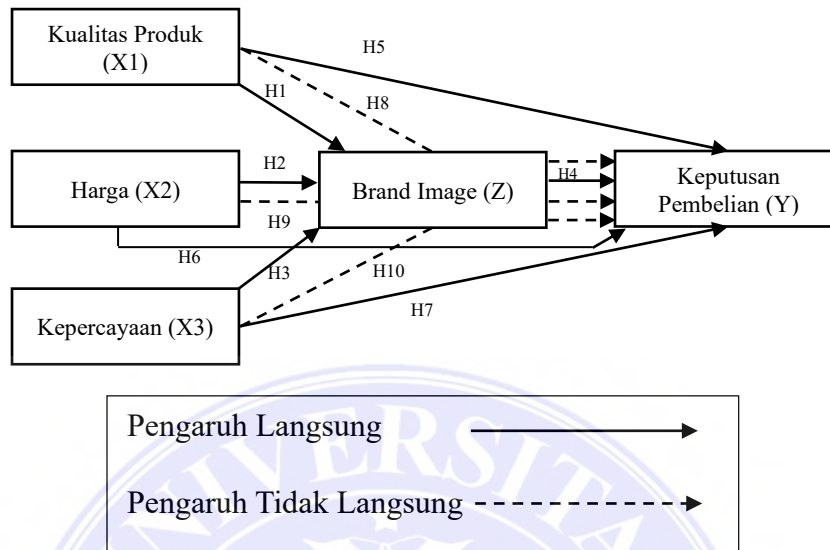 Kualitas Produk
(X1)
H5
H1
H8
Harga (X2)
H2
H9
Brand Image (Z)
H4
Keputusan
Pembelian (Y)
H6
H3
H10
Kepercayaan (X3)
H7
Pengaruh Langsung
Pengaruh Tidak Langsung
NIVERSITA